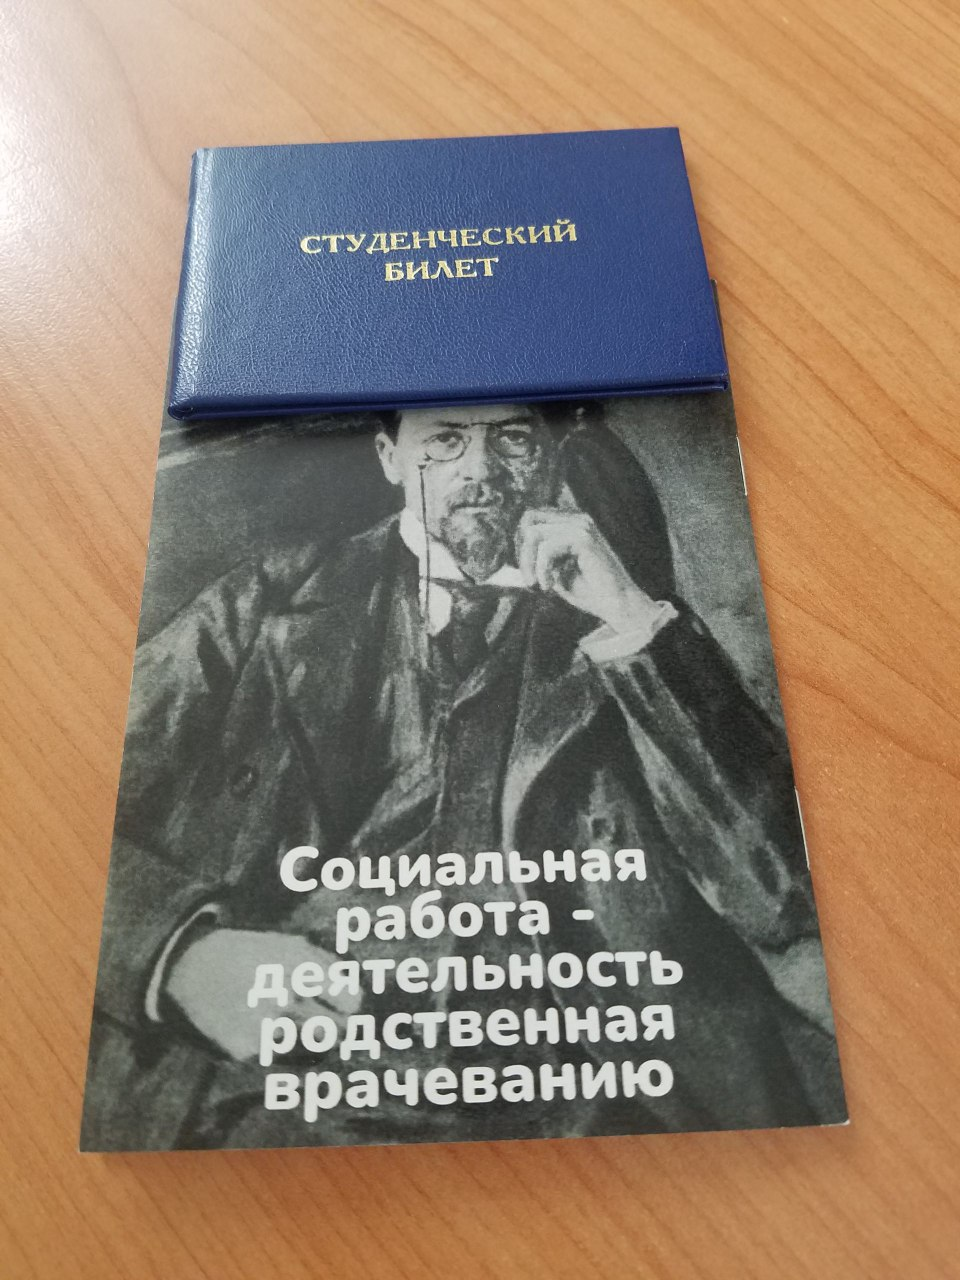 СТУДЕНЧЕСКИЙ
БИЛЕТ
Социальная
работа -
деятельность
родственная
врачеванию